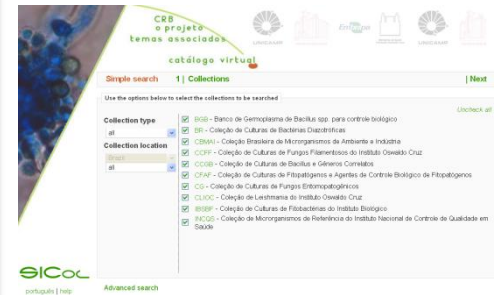 CRB
o projeto
temas associados
catálogo virtual
UNICAMP
Embrapa
UNICAMP
Simple search 1 | Collections | Next
Use the options below to select the collections to be searched
Uncheck all
Collection type
all
Collection location
Brazil
all
BGB - Banco de Germoplasma de Bacillus spp. para controle biológico
BR - Coleção de Culturas de Bactérias Diazotróficas
CBMAI - Coleção Brasileira de Microrganismos de Ambiente e Indústria
CCFF - Coleção de Culturas de Fungos Filamentosos do Instituto Oswaldo Cruz
CCGB - Coleção de Culturas de Bacillus e Gêneros Correlatos
CFAF - Coleção de Culturas de Fitopatógenos e Agentes de Controle Biológico de Fitopatógenos
CG - Coleção de Culturas de Fungos Entomopatogênicos
CLIOC - Coleção de Leishmania do Instituto Oswaldo Cruz
IBSBF - Coleção de Culturas de Fitobactérias do Instituto Biológico
INCQS - Coleção de Microrganismos de Referência do Instituto Nacional de Controle de Qualidade em
Saúde
SICol
português | help
Advanced search